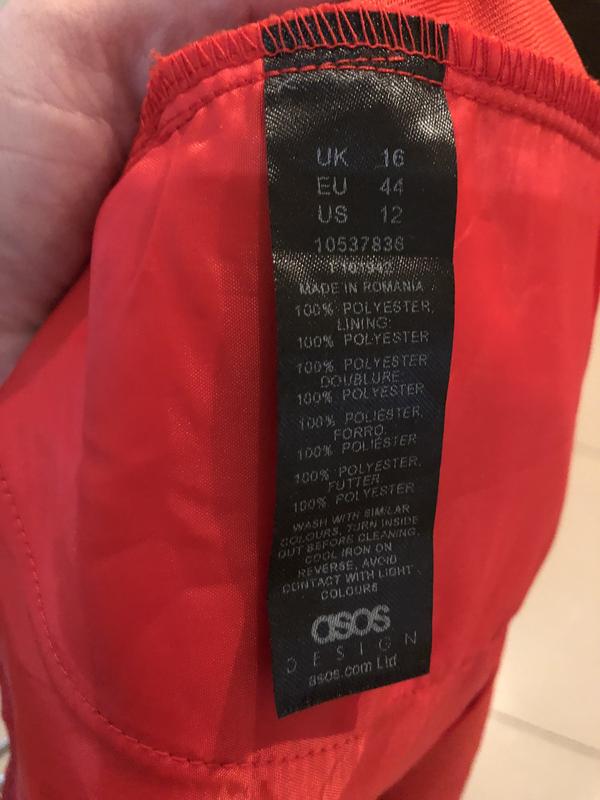 UK 16
EU 44
US 12
10537836
MADE IN ROMANIA
100% POLYESTER,
LINING:
100% POLYESTER
100% POLYESTER
DOUBLURE:
100% POLYESTER
100% POLIESTER,
FORRO:
100% POLIESTER
100% POLYESTER,
FUTTER
100% POLYESTER
WASH WITH SIMILAR
COLOURS, TURN INSIDE
OUT BEFORE CLEANING,
COOL IRON ON
REVERSE, AVOID
CONTACT WITH LIGHT
COLOURS
asos
DESIGN
asos.com Ltd